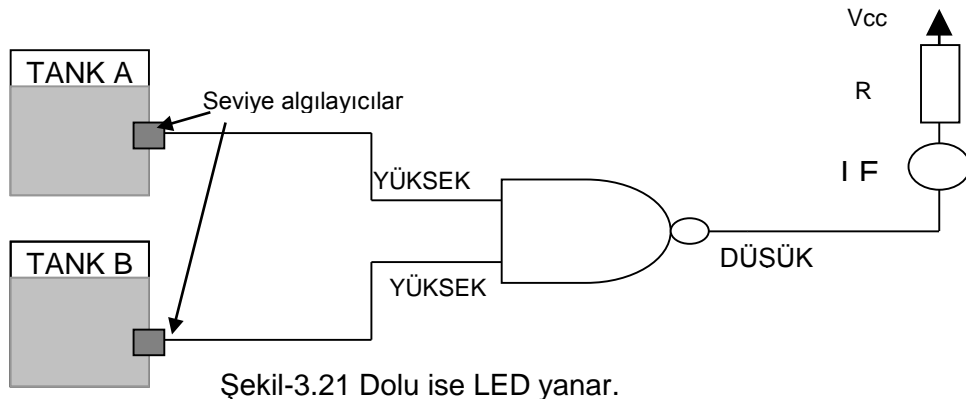 Vcc
TANK A
R
Seviye algılayıcılar
I F
YÜKSEK
TANK B
DÜSÜK
YÜKSEK
Şekil-3.21 Dolu ise LED yanar.